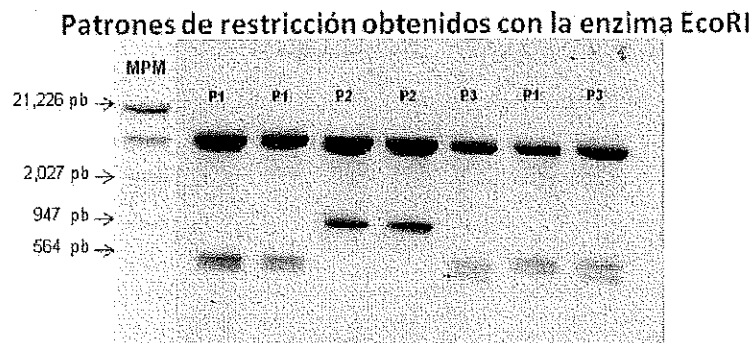 Patrones de restricción obtenidos con la enzima EcoRI
MPM
P1 P1 P2 P2 P3 P1 P3
21,226 pb
2,027 pb
947 pb
564 pb